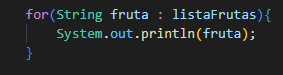 for(String fruta : listaFrutas){
    System.out.println(fruta);
}